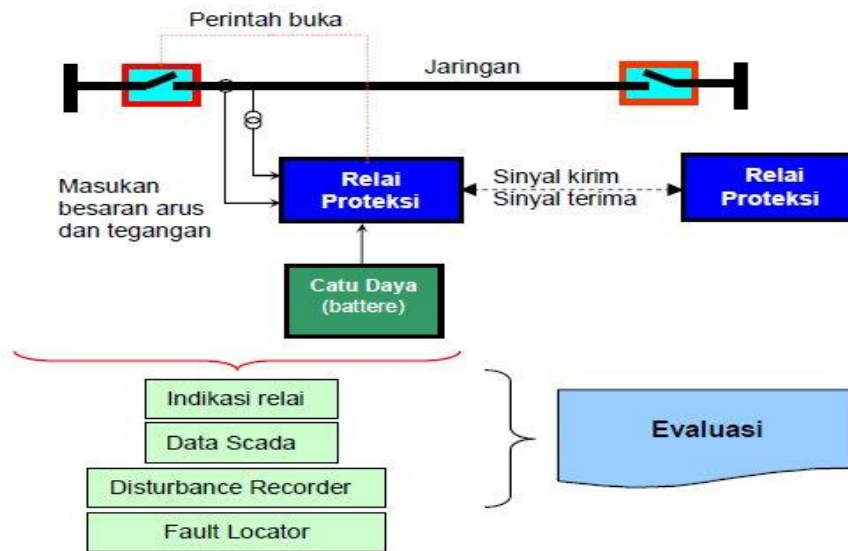 Perintah buka
Jaringan
Masukan
besaran arus
dan tegangan
Relai
Proteksi
Sinyal kirim
Sinyal terima
Relai
Proteksi
Catu Daya
(battere)
Indikasi relai
Data Scada
Disturbance Recorder
Fault Locator
Evaluasi